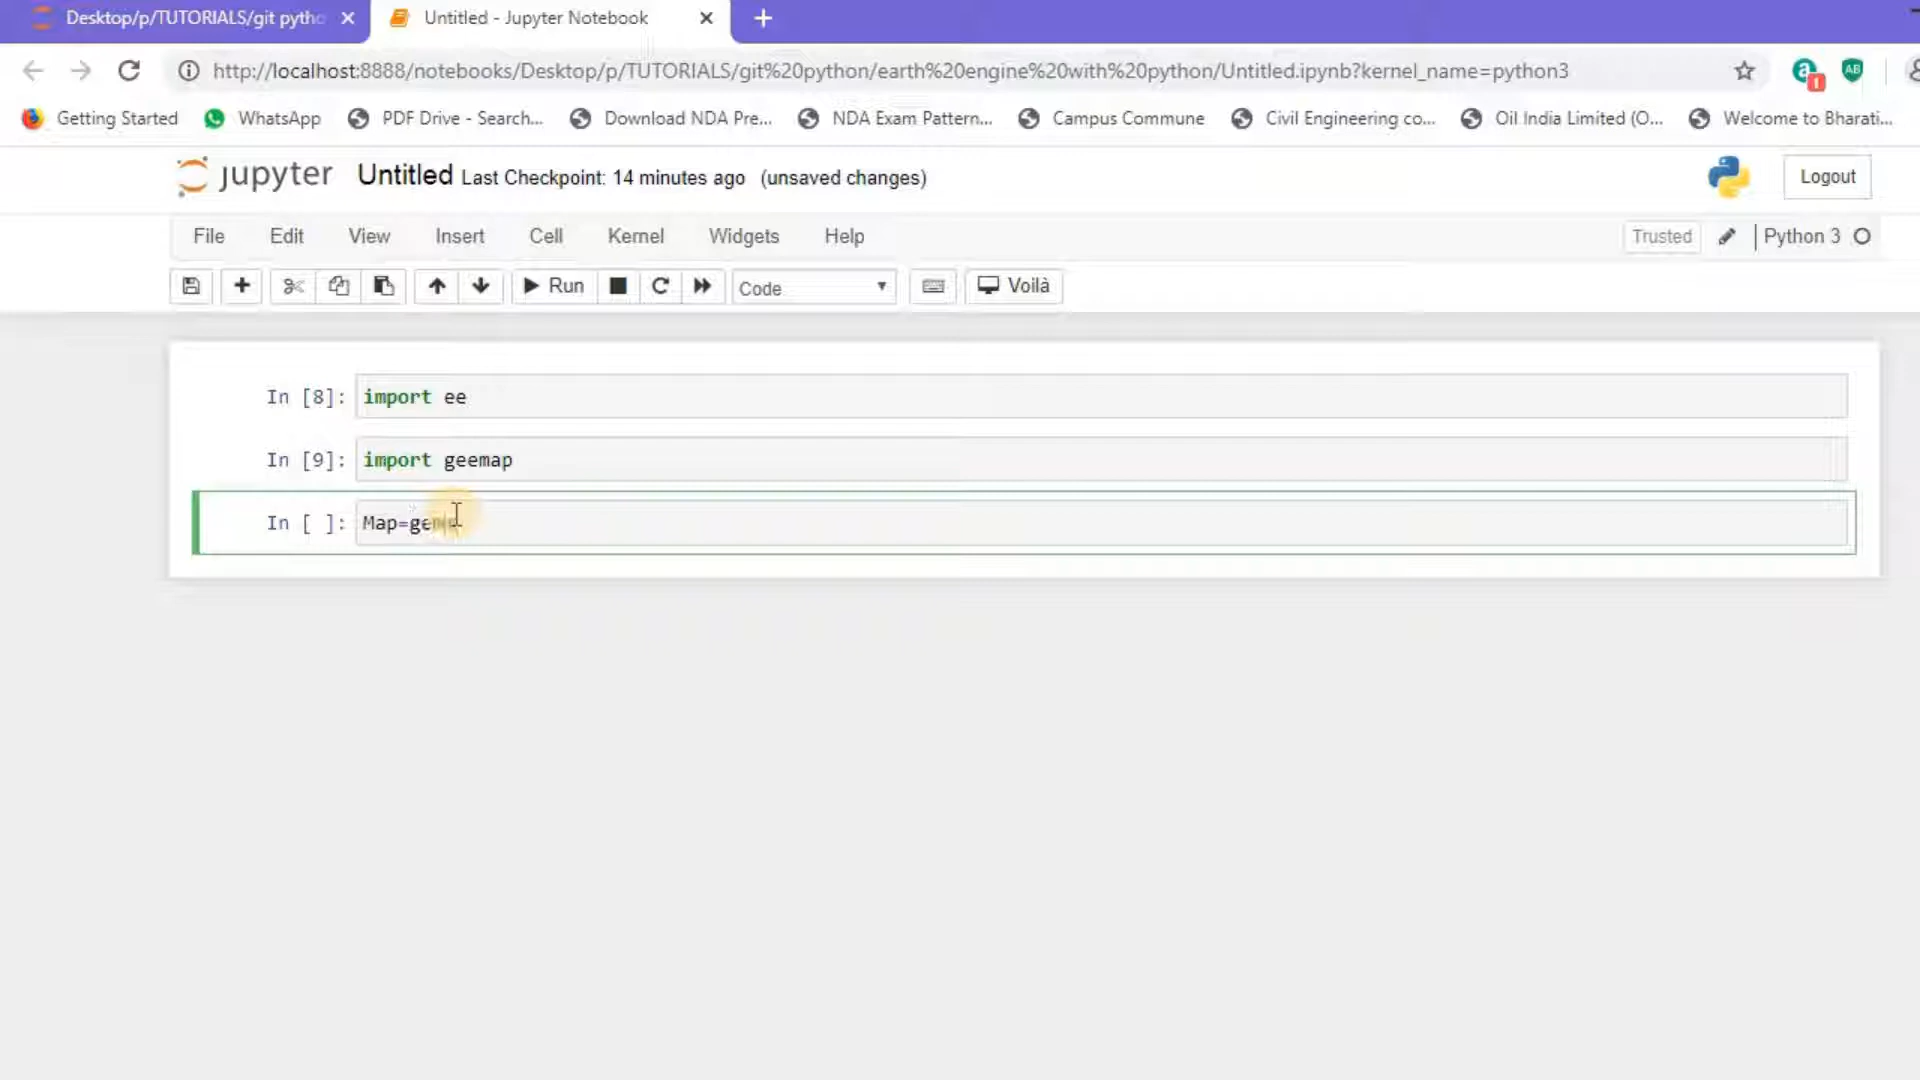 Desktop/p/TUTORIALS/git pytho
Untitled - Jupyter Notebook
http://localhost:8888/notebooks/Desktop/p/TUTORIALS/git%20python/earth%20engine%20with%20python/Untitled.ipynb?kernel_name=python3
a 1 AB
Getting Started WhatsApp PDF Drive - Search... Download NDA Pre... NDA Exam Pattern... Campus Commune Civil Engineering co... Oil India Limited (O... Welcome to Bharati...
jupyter Untitled Last Checkpoint: 14 minutes ago (unsaved changes) Logout
File Edit View Insert Cell Kernel Widgets Help Trusted Python 3
Run Code Voilà
In [8]: import ee
In [9]: import geemap
In [ ]: